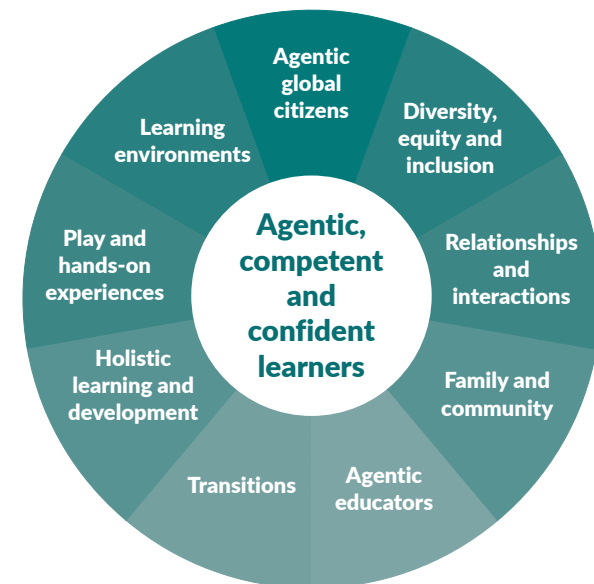 Agentic
global
citizens
Diversity,
equity and
inclusion
Relationships
and
interactions
Family and
community
Agentic
educators
Transitions
Holistic
learning and
development
Play and
hands-on
experiences
Learning
environments
Agentic,
competent
and
confident
learners